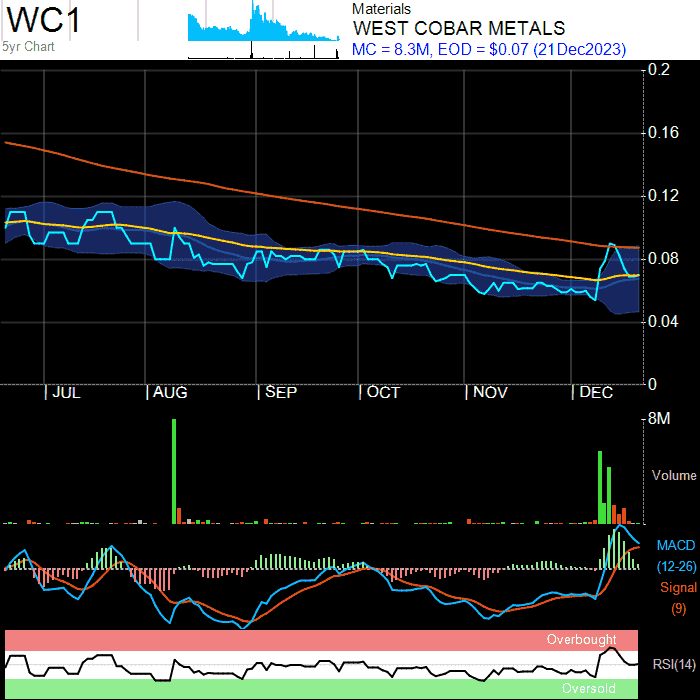 WC1
5yr Chart
Materials
WEST COBAR METALS
MC = 8.3M, EOD = $0.07 (21Dec2023)
0.2
0.16
0.12
0.08
0.04
0
JUL AUG SEP OCT NOV DEC
8M
Volume
MACD
(12-26)
Signal
(9)
Overbought
RSI(14)
Oversold